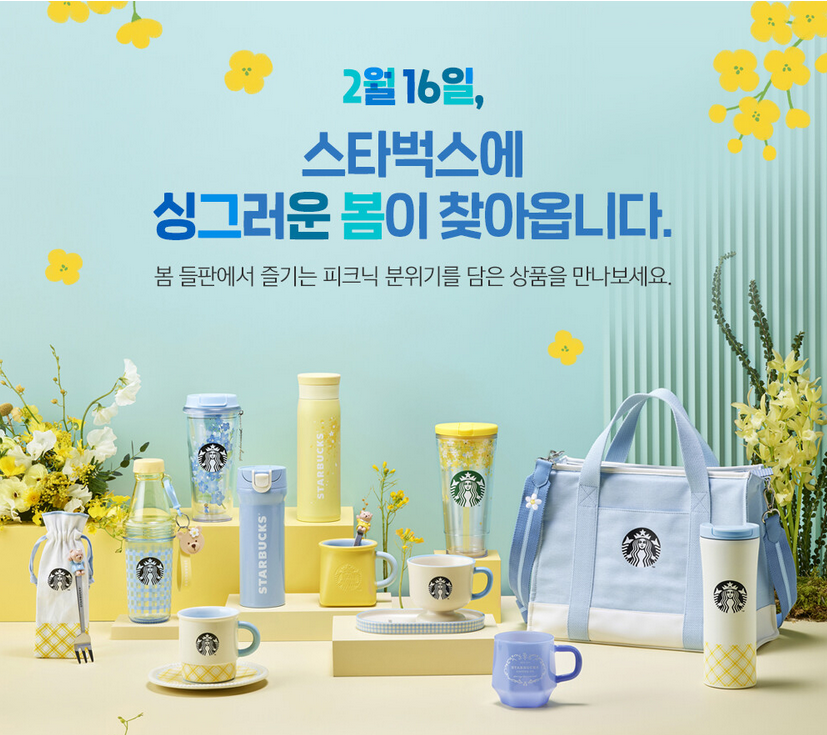 2월 16일,
스타벅스에
싱그러운 봄이 찾아옵니다.
봄 들판에서 즐기는 피크닉 분위기를 담은 상품을 만나보세요.
STARBUCKS
STARBUCKS